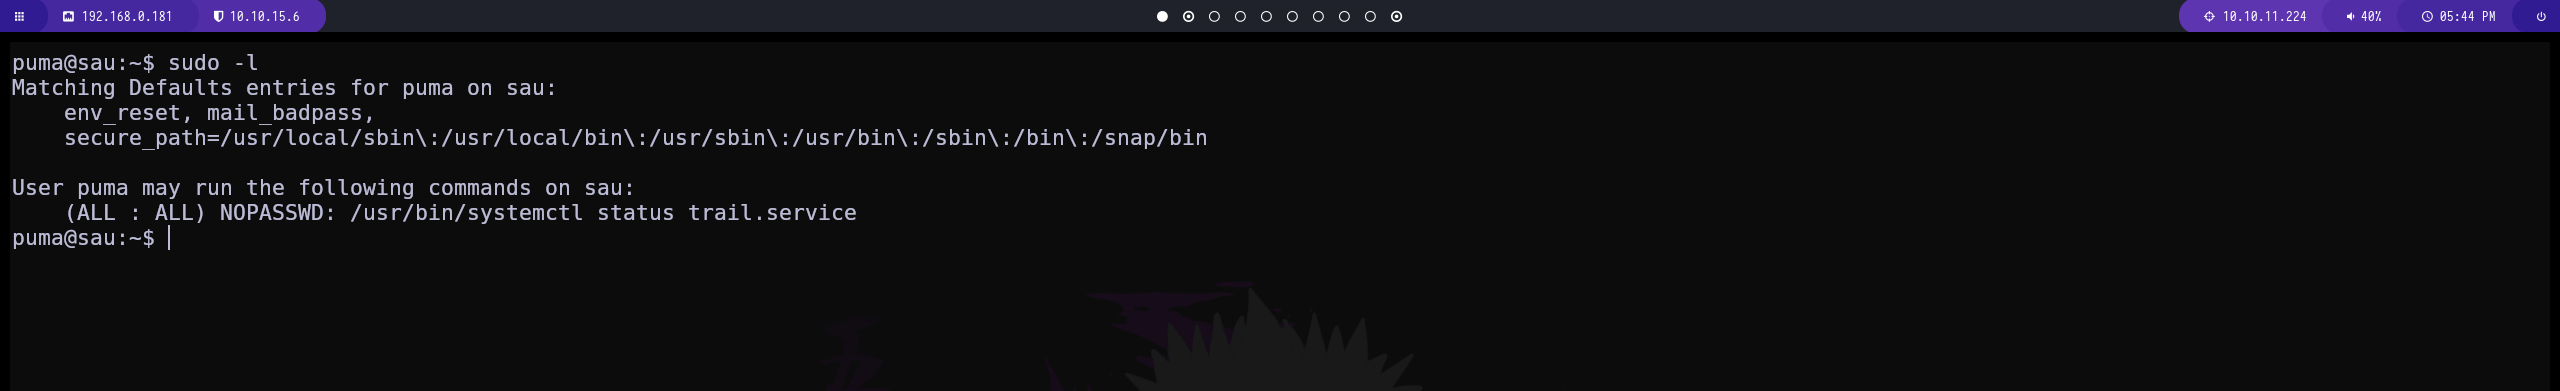 192.168.0.181 10.10.15.6 10.10.11.224 40% 05:44 PM
puma@sau:~$ sudo -l
Matching Defaults entries for puma on sau:
    env_reset, mail_badpass,
    secure_path=/usr/local/sbin\:/usr/local/bin\:/usr/sbin\:/usr/bin\:/sbin\:/bin\:/snap/bin

User puma may run the following commands on sau:
    (ALL : ALL) NOPASSWD: /usr/bin/systemctl status trail.service
puma@sau:~$